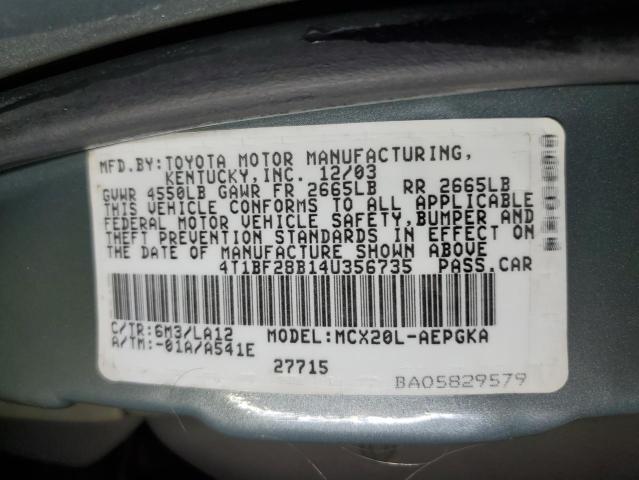 MFD.BY:TOYOTA MOTOR MANUFACTURING,
KENTUCKY, INC. 12/03
GVWR 4550LB GAWR FR 2665LB RR 2665LB
THIS VEHICLE CONFORMS TO ALL APPLICABLE
FEDERAL MOTOR VEHICLE SAFETY,BUMPER AND
THEFT PREVENTION STANDARDS IN EFFECT ON
THE DATE OF MANUFACTURE SHOWN ABOVE
4T1BF28B14U356735 PASS.CAR
C/TR:6M3/LA12 MODEL:MCX20L-AEPGKA
A/TM:-01A/A541E
27715
BA05829579